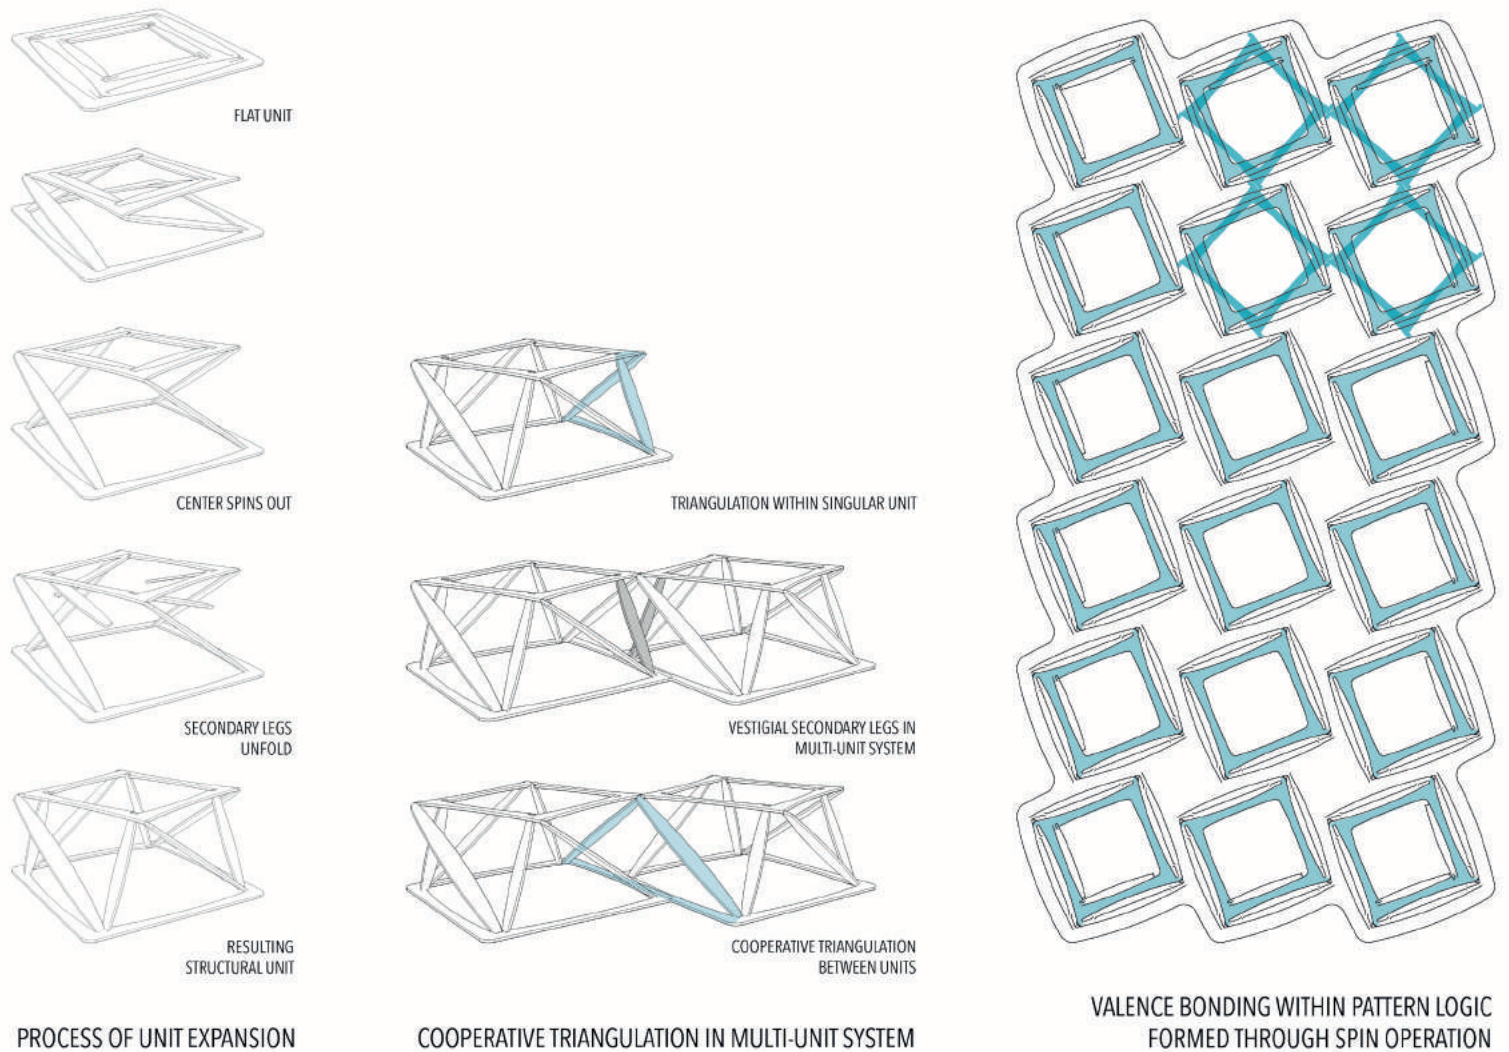 FLAT UNIT
CENTER SPINS OUT
SECONDARY LEGS
UNFOLD
RESULTING
STRUCTURAL UNIT
PROCESS OF UNIT EXPANSION
TRIANGULATION WITHIN SINGULAR UNIT
VESTIGIAL SECONDARY LEGS IN
MULTI-UNIT SYSTEM
COOPERATIVE TRIANGULATION
BETWEEN UNITS
COOPERATIVE TRIANGULATION IN MULTI-UNIT SYSTEM
VALENCE BONDING WITHIN PATTERN LOGIC
FORMED THROUGH SPIN OPERATION